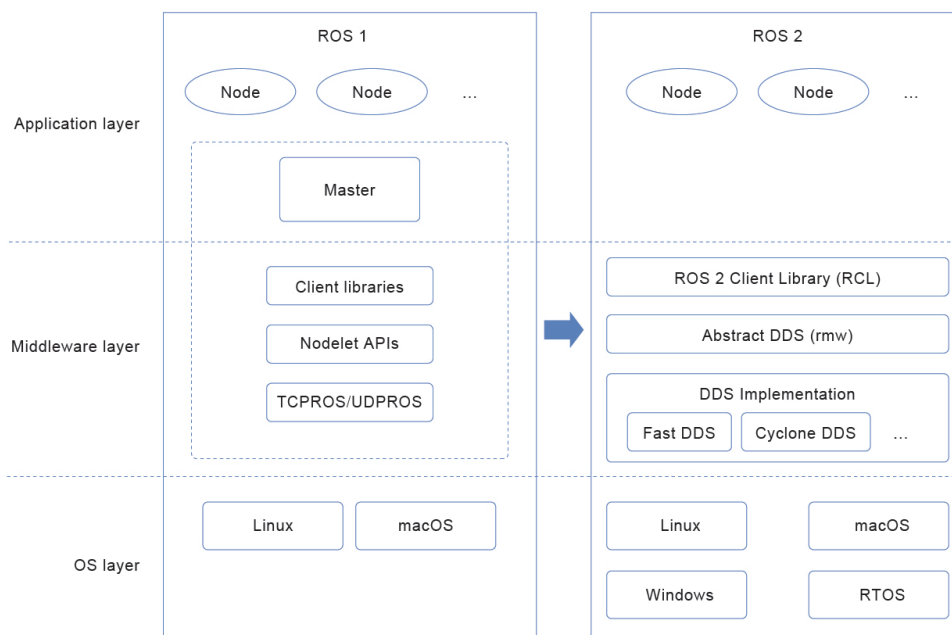 ROS 1
ROS 2
Node
Node
...
Node
Node
...
Application layer
Master
Client libraries
ROS 2 Client Library (RCL)
Middleware layer
Nodelet APIs
Abstract DDS (rmw)
TCPROS/UDPROS
DDS Implementation
Fast DDS
Cyclone DDS
...
OS layer
Linux
macOS
Linux
macOS
Windows
RTOS